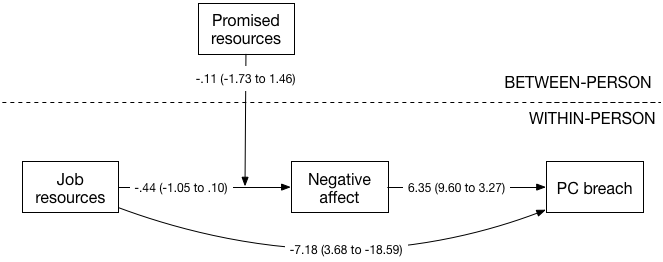 Promised
resources
-.11 (-1.73 to 1.46)
BETWEEN-PERSON
WITHIN-PERSON
Job
resources
-.44 (-1.05 to .10)
Negative
affect
6.35 (9.60 to 3.27)
PC breach
-7.18 (3.68 to -18.59)